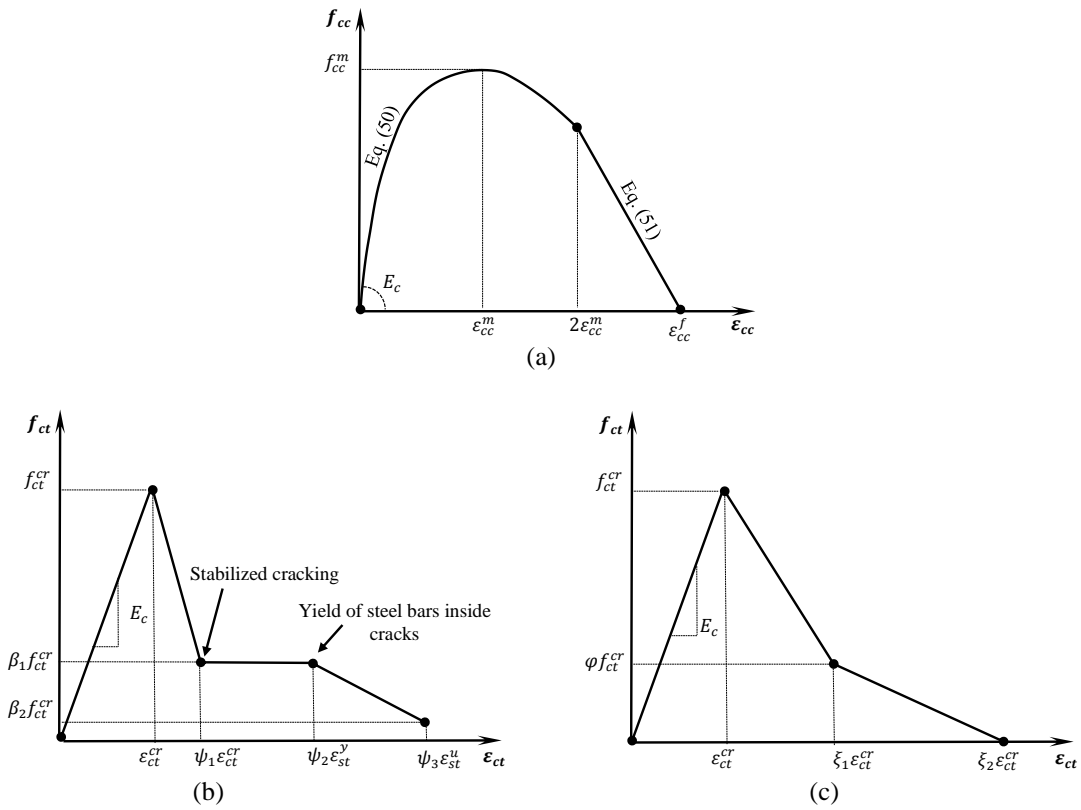 f_cc
f_cc^m
Eq. (50)
Eq. (51)
E_c
ε_cc^m
2ε_cc^m
ε_cc^f
ε_cc
(a)
f_ct
f_ct^cr
Stabilized cracking
E_c
Yield of steel bars inside
cracks
β_1 f_ct^cr
β_2 f_ct^cr
ε_ct^cr
ψ_1 ε_ct^cr
ψ_2 ε_st^y
ψ_3 ε_st^u
ε_ct
(b)
f_ct
f_ct^cr
E_c
φf_ct^cr
ε_ct^cr
ξ_1 ε_ct^cr
ξ_2 ε_ct^cr
ε_ct
(c)